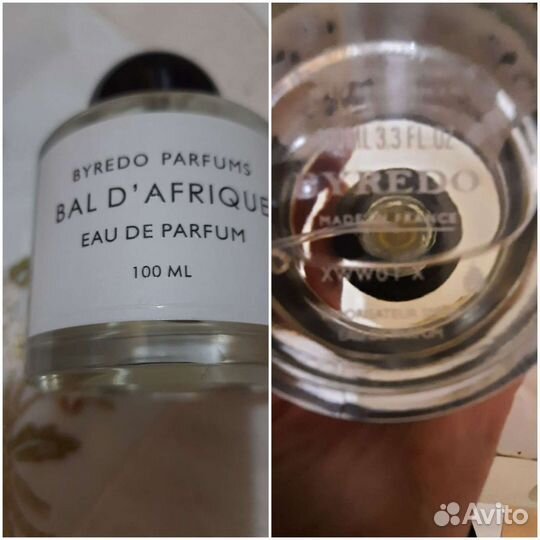 BYREDO PARFUMS
BAL D'AFRIQUE
EAU DE PARFUM
100 ML
3.3 FL.OZ
BYREDO
MADE IN FRANCE
Avito